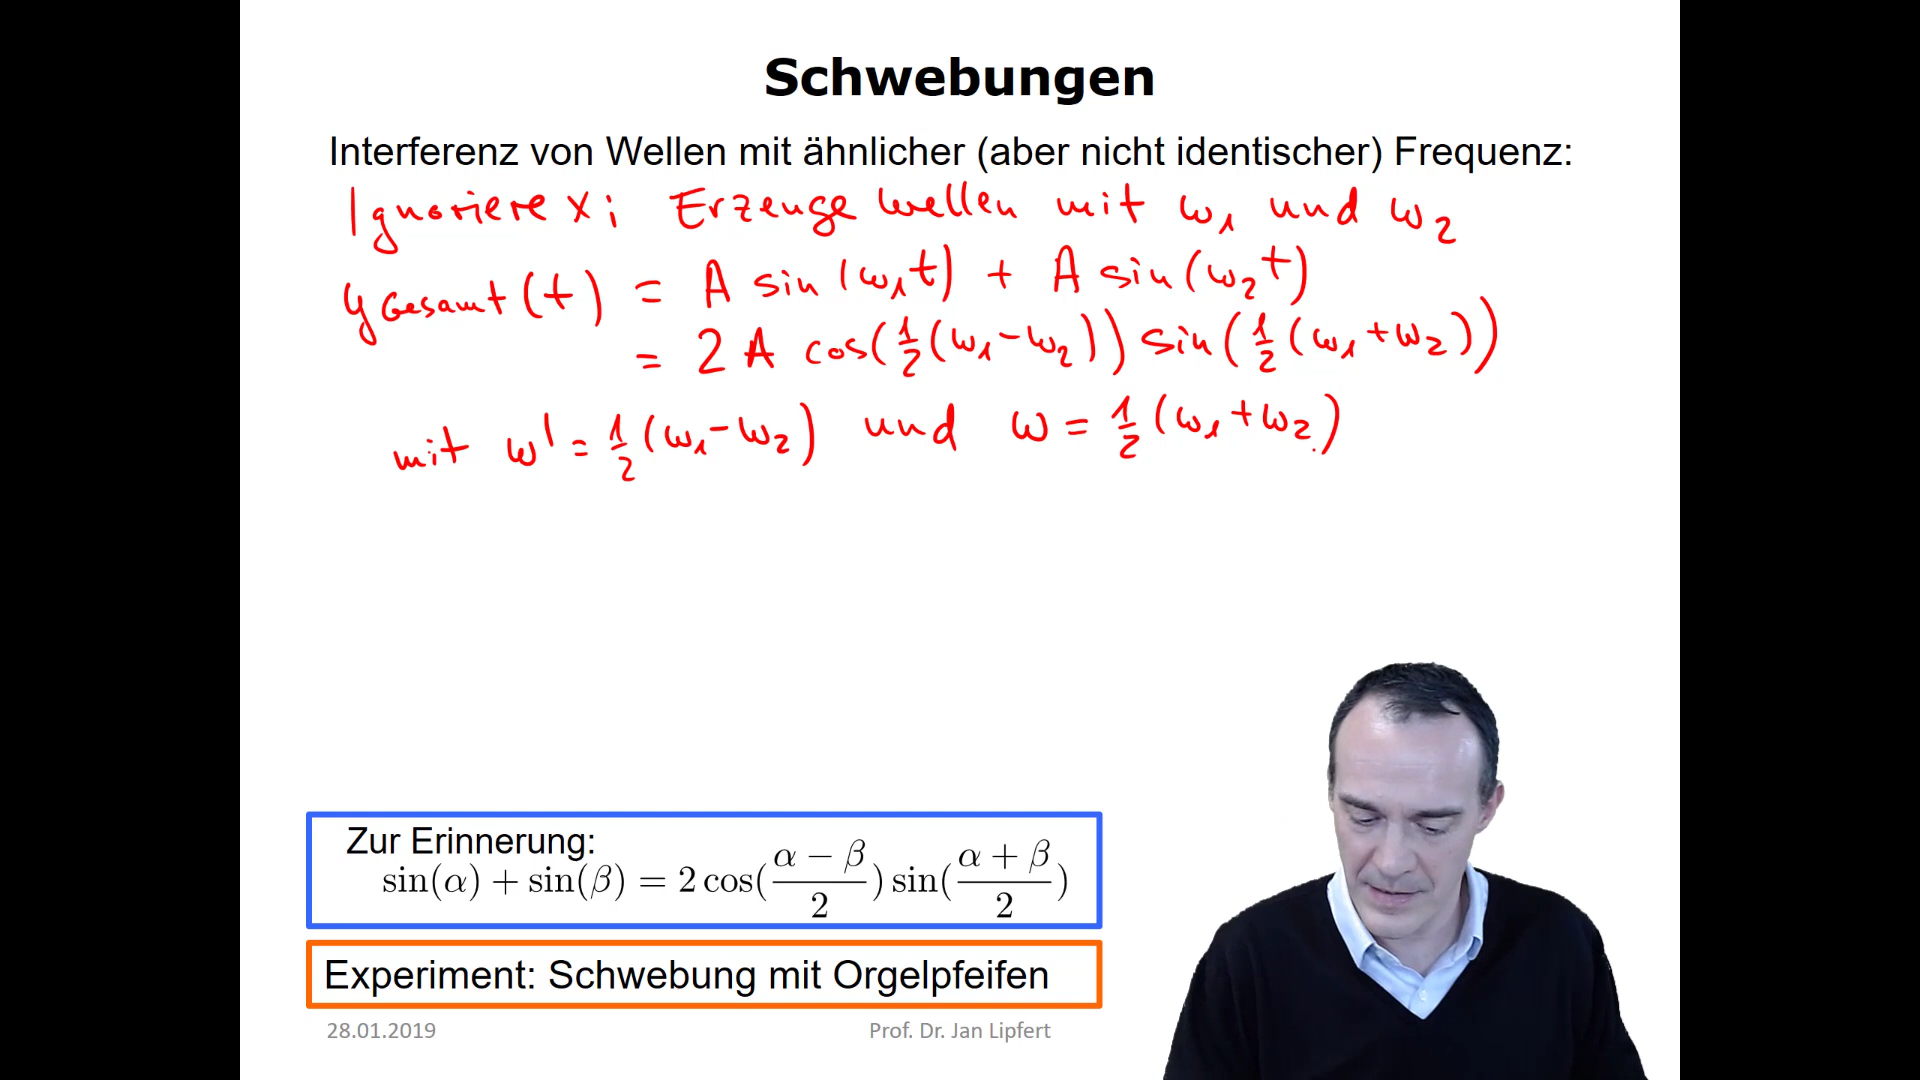 Schwebungen
Interferenz von Wellen mit ähnlicher (aber nicht identischer) Frequenz:
Ignoriere x; Erzeuge Wellen mit ω₁ und ω₂
y Gesamt (t) = A sin(ω₁t) + A sin(ω₂t)
= 2 A cos(½(ω₁-ω₂)) sin(½(ω₁+ω₂))
mit ω' = ½(ω₁-ω₂) und ω = ½(ω₁+ω₂)
Zur Erinnerung:
sin(α) + sin(β) = 2 cos((α − β)/2) sin((α + β)/2)
Experiment: Schwebung mit Orgelpfeifen
28.01.2019 Prof. Dr. Jan Lipfert